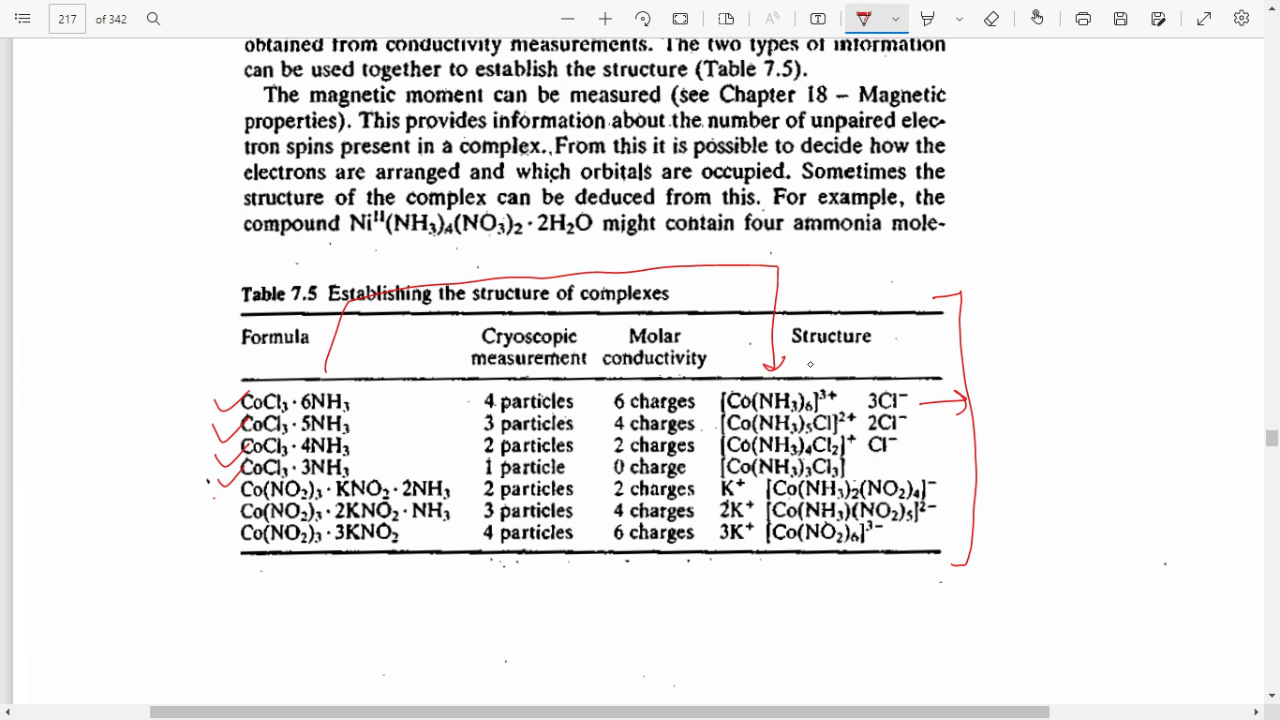 217 of 342
obtained from conductivity measurements. The two types of information
can be used together to establish the structure (Table 7.5).
The magnetic moment can be measured (see Chapter 18 – Magnetic
properties). This provides information about the number of unpaired elec-
tron spins present in a complex. From this it is possible to decide how the
electrons are arranged and which orbitals are occupied. Sometimes the
structure of the complex can be deduced from this. For example, the
compound Niᴵᴵ(NH₃)₄(NO₃)₂ · 2H₂O might contain four ammonia mole-
Table 7.5 Establishing the structure of complexes
Formula Cryoscopic measurement Molar conductivity Structure
CoCl₃ · 6NH₃ 4 particles 6 charges [Co(NH₃)₆]³⁺ 3Cl⁻
CoCl₃ · 5NH₃ 3 particles 4 charges [Co(NH₃)₅Cl]²⁺ 2Cl⁻
CoCl₃ · 4NH₃ 2 particles 2 charges [Co(NH₃)₄Cl₂]⁺ Cl⁻
CoCl₃ · 3NH₃ 1 particle 0 charge [Co(NH₃)₃Cl₃]
Co(NO₂)₃ · KNO₂ · 2NH₃ 2 particles 2 charges K⁺ [Co(NH₃)₂(NO₂)₄]⁻
Co(NO₂)₃ · 2KNO₂ · NH₃ 3 particles 4 charges 2K⁺ [Co(NH₃)(NO₂)₅]²⁻
Co(NO₂)₃ · 3KNO₂ 4 particles 6 charges 3K⁺ [Co(NO₂)₆]³⁻